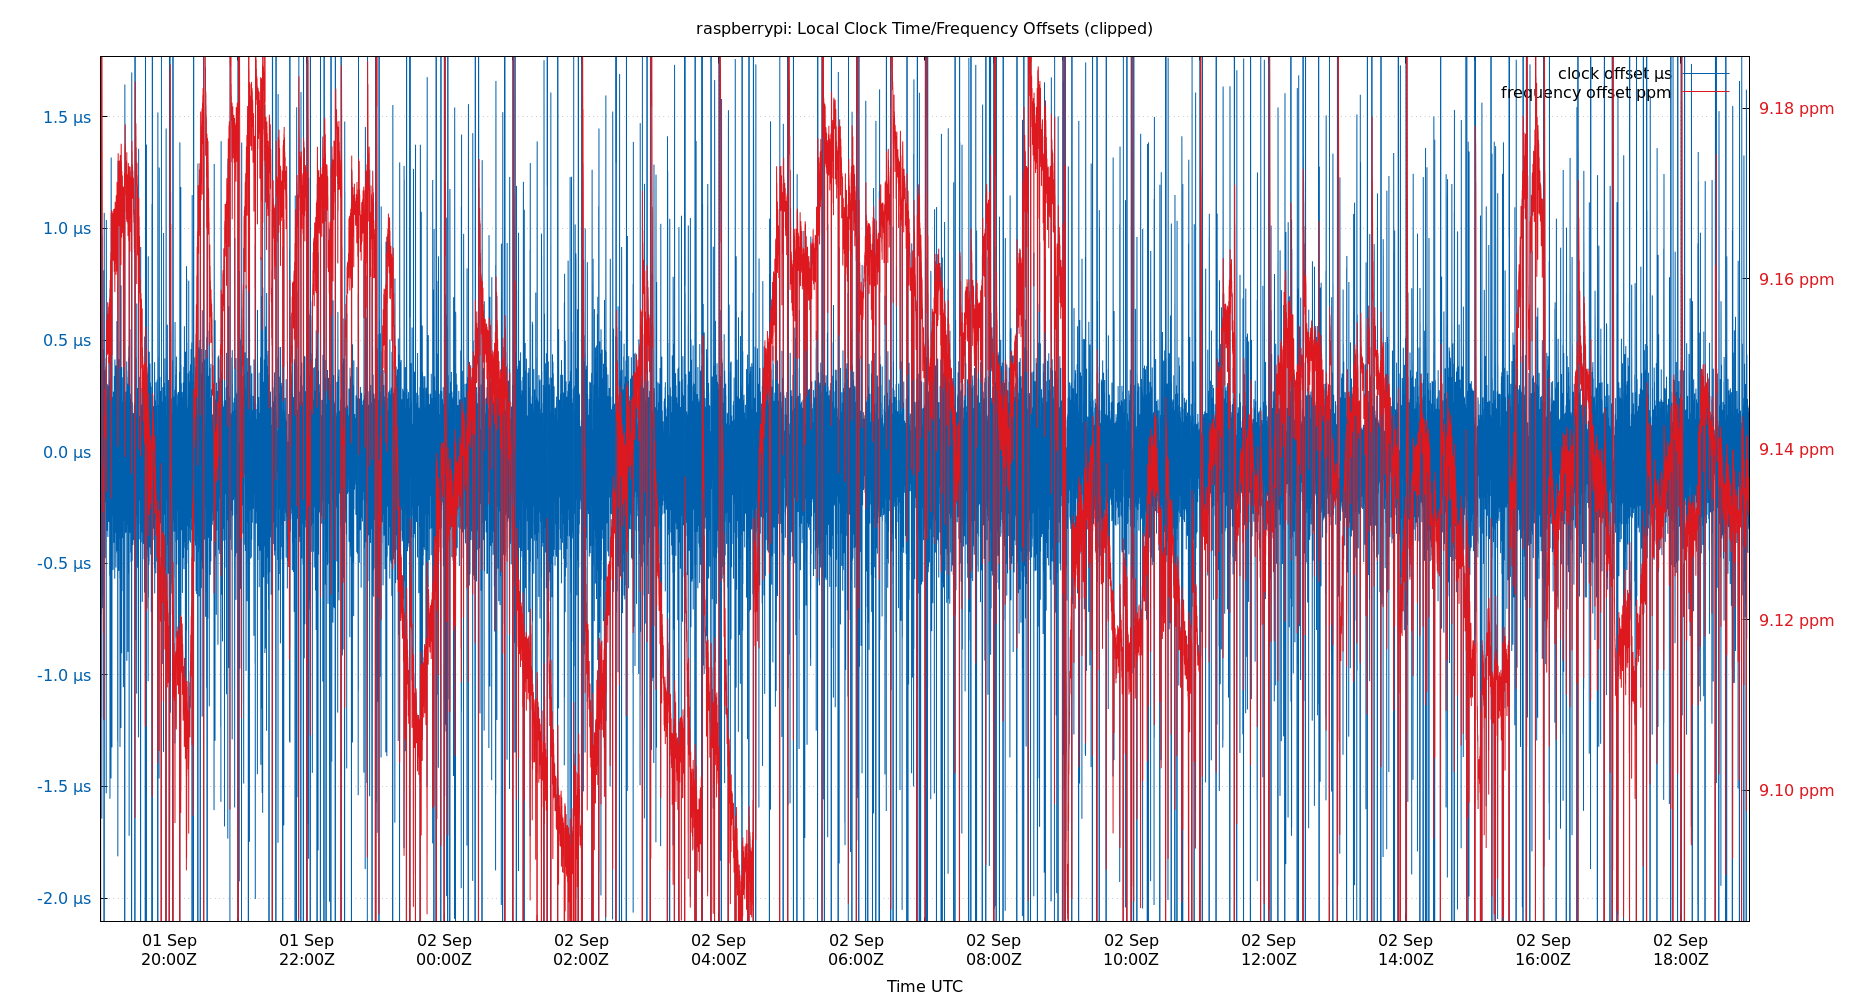 raspberrypi: Local Clock Time/Frequency Offsets (clipped)
clock offset µs
frequency offset ppm
1.5 µs
1.0 µs
0.5 µs
0.0 µs
-0.5 µs
-1.0 µs
-1.5 µs
-2.0 µs
9.18 ppm
9.16 ppm
9.14 ppm
9.12 ppm
9.10 ppm
01 Sep 01 Sep 02 Sep 02 Sep 02 Sep 02 Sep 02 Sep 02 Sep 02 Sep 02 Sep 02 Sep 02 Sep
20:00Z 22:00Z 00:00Z 02:00Z 04:00Z 06:00Z 08:00Z 10:00Z 12:00Z 14:00Z 16:00Z 18:00Z
Time UTC